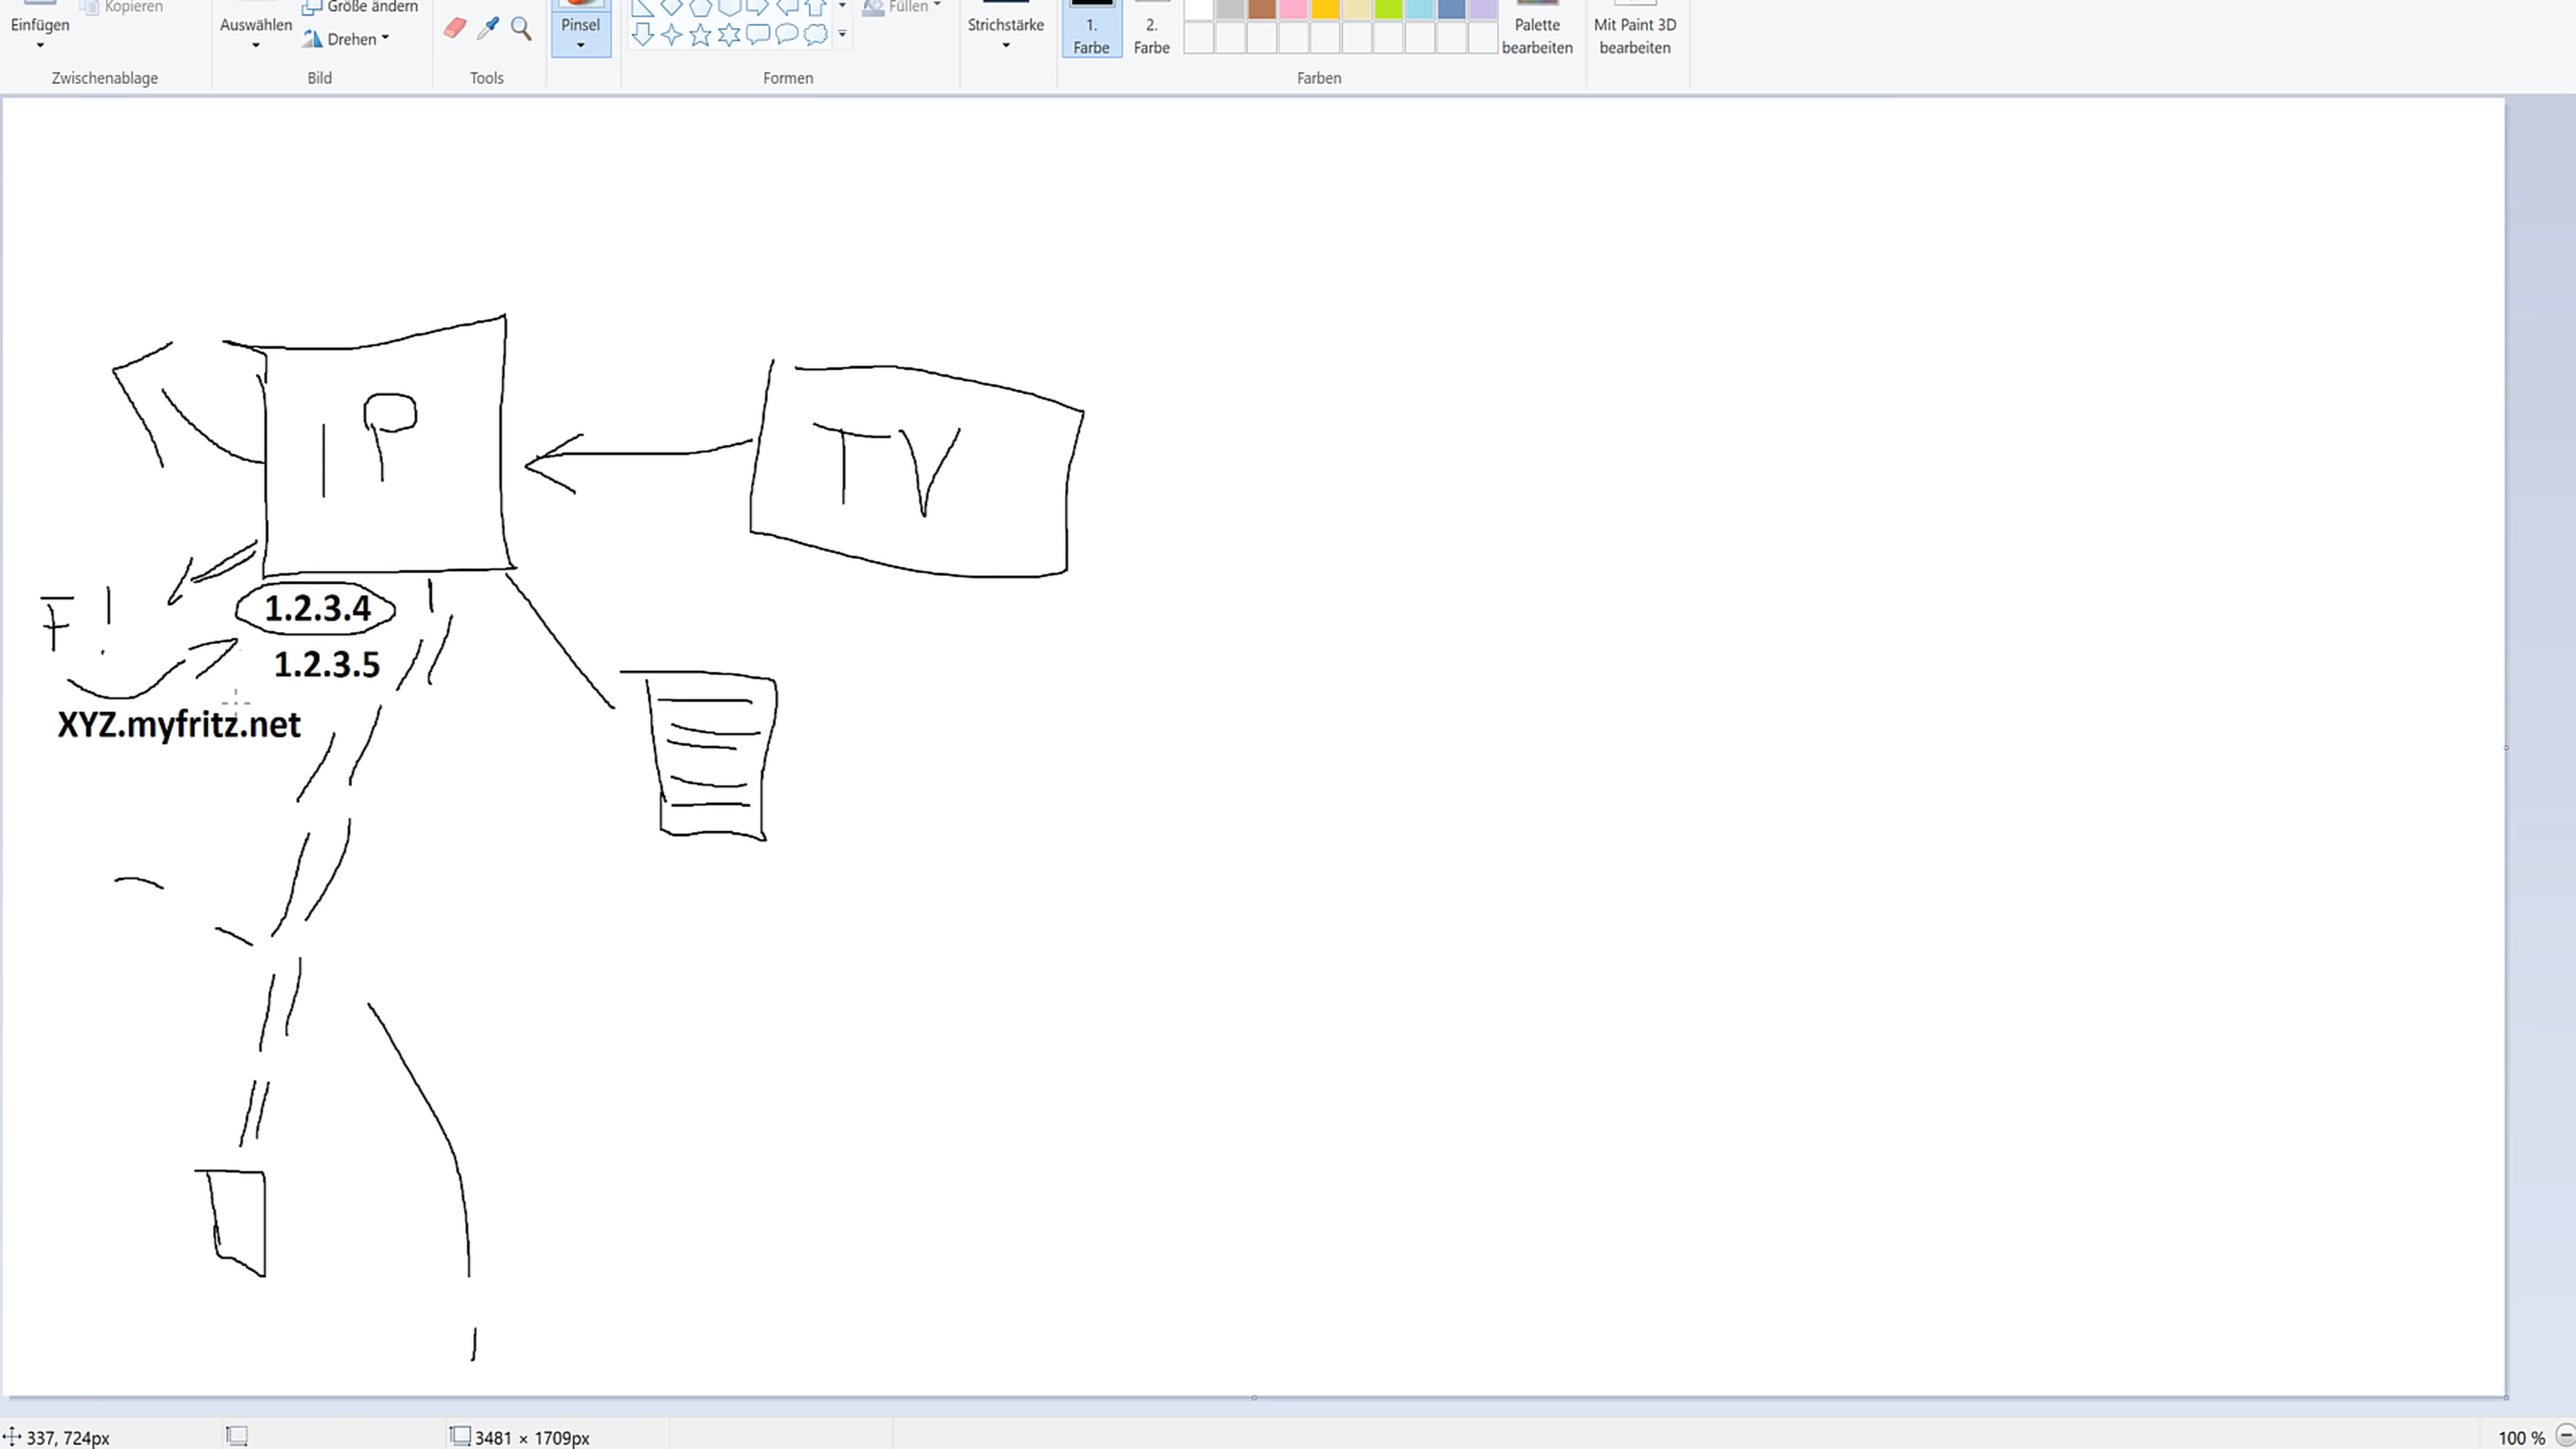 Einfügen
Kopieren
Zwischenablage
Auswählen
Größe ändern
Drehen
Bild
Tools
Pinsel
Füllen
Formen
Strichstärke
1.
Farbe
2.
Farbe
Palette
bearbeiten
Mit Paint 3D
bearbeiten
Farben
IP
TV
F!
1.2.3.4
1.2.3.5
XYZ.myfritz.net
337, 724px
3481 × 1709px
100 %